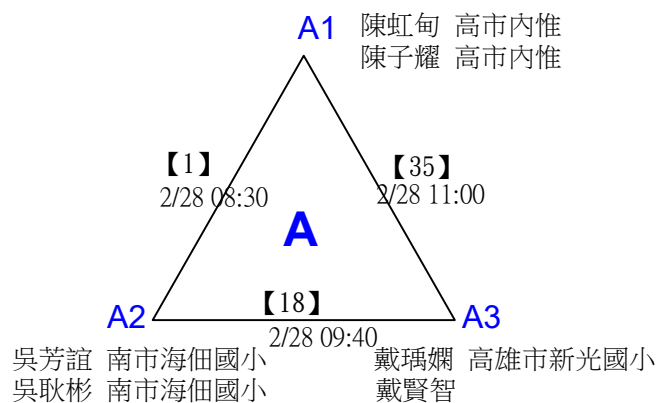 A1 陳虹甸 高市內惟
陳子耀 高市內惟
【1】
2/28 08:30
【35】
2/28 11:00
A
【18】
2/28 09:40
A2
A3
吳芳誼 南市海佃國小
吳耿彬 南市海佃國小
戴瑀嫻 高雄市新光國小
戴賢智